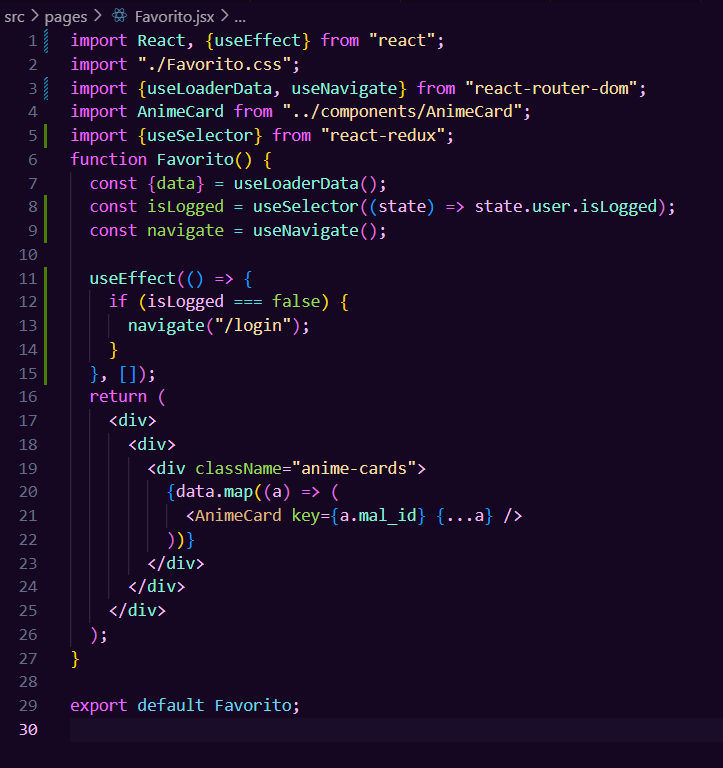 src > pages > Favorito.jsx > ...
1 import React, {useEffect} from "react";
2 import "./Favorito.css";
3 import {useLoaderData, useNavigate} from "react-router-dom";
4 import AnimeCard from "../components/AnimeCard";
5 import {useSelector} from "react-redux";
6 function Favorito() {
7   const {data} = useLoaderData();
8   const isLogged = useSelector((state) => state.user.isLogged);
9   const navigate = useNavigate();
10
11   useEffect(() => {
12     if (isLogged === false) {
13       navigate("/login");
14     }
15   }, []);
16   return (
17     <div>
18       <div>
19         <div className="anime-cards">
20           {data.map((a) => (
21             <AnimeCard key={a.mal_id} {...a} />
22           ))}
23         </div>
24       </div>
25     </div>
26   );
27 }
28
29 export default Favorito;
30